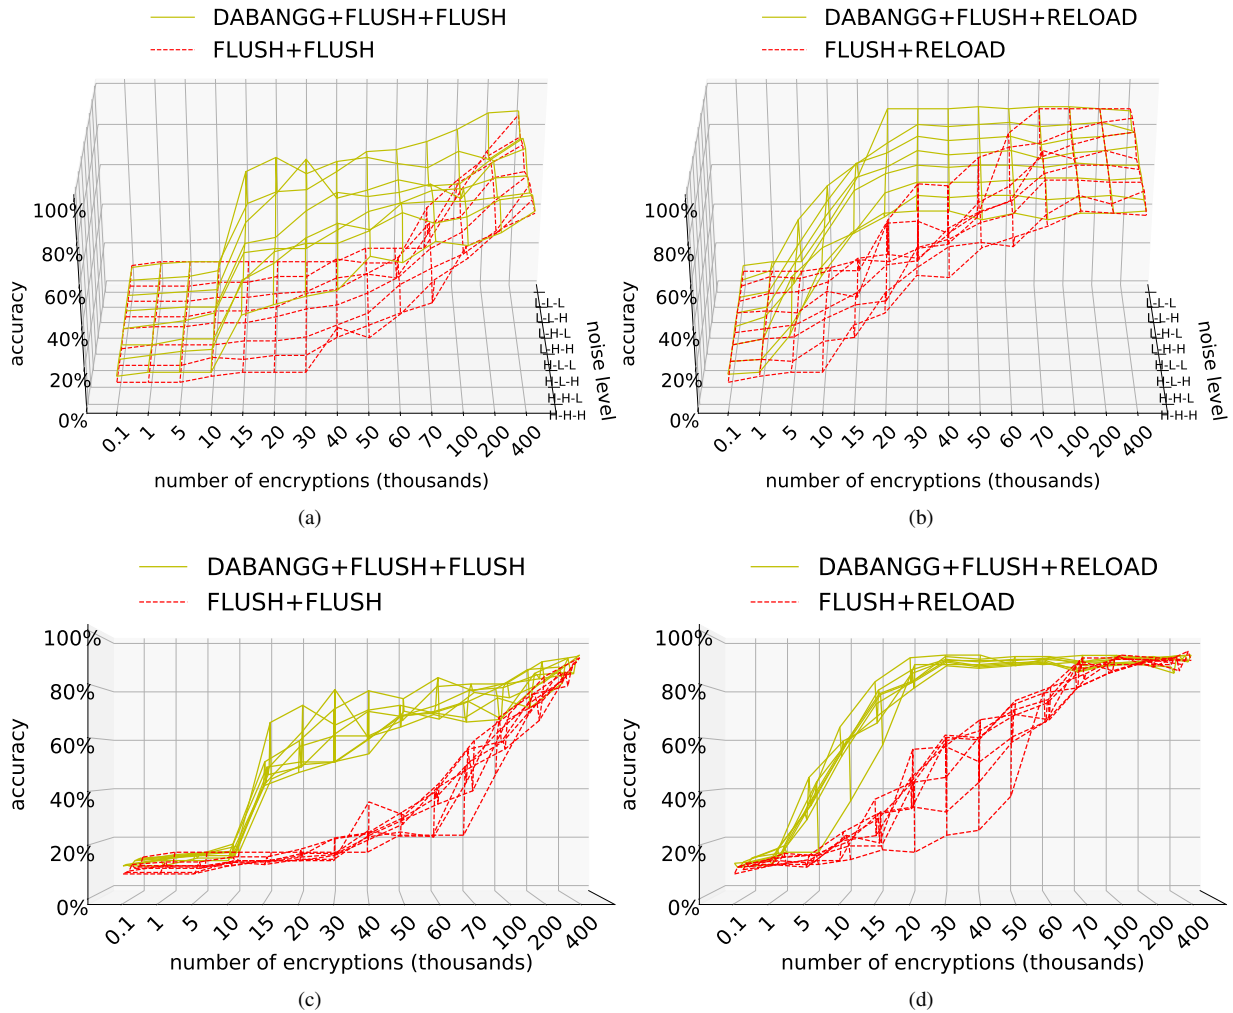 DABANGG+FLUSH+FLUSH
FLUSH+FLUSH
100%
80%
60%
40%
20%
0%
accuracy
0.1 1 5 10 15 20 30 40 50 60 70 100 200 400
number of encryptions (thousands)
L-L-L
L-L-H
L-H-L
L-H-H
H-L-L
H-L-H
H-H-L
H-H-H
noise level
(a)
DABANGG+FLUSH+RELOAD
FLUSH+RELOAD
100%
80%
60%
40%
20%
0%
accuracy
0.1 1 5 10 15 20 30 40 50 60 70 100 200 400
number of encryptions (thousands)
L-L-L
L-L-H
L-H-L
L-H-H
H-L-L
H-L-H
H-H-L
H-H-H
noise level
(b)
DABANGG+FLUSH+FLUSH
FLUSH+FLUSH
100%
80%
60%
40%
20%
0%
accuracy
0.1 1 5 10 15 20 30 40 50 60 70 100 200 400
number of encryptions (thousands)
(c)
DABANGG+FLUSH+RELOAD
FLUSH+RELOAD
100%
80%
60%
40%
20%
0%
accuracy
0.1 1 5 10 15 20 30 40 50 60 70 100 200 400
number of encryptions (thousands)
(d)